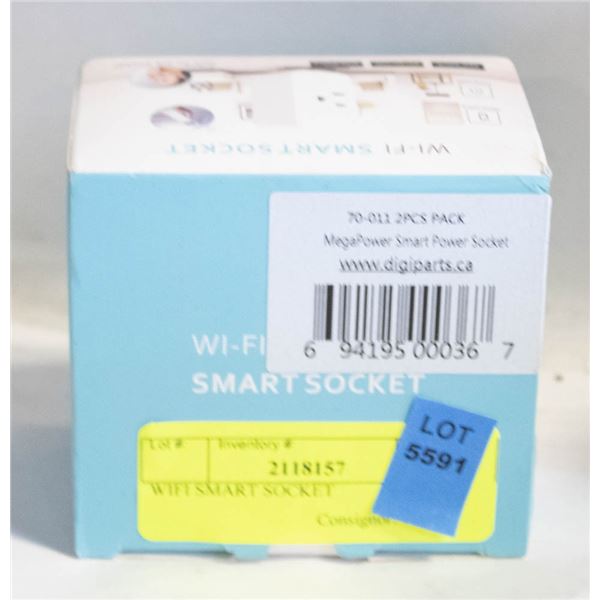 WI-FI SMART SOCKET
70-011 2PCS PACK
MegaPower Smart Power Socket
www.digiparts.ca
6 94195 00036 7
WI-FI
SMART SOCKET
Lot #: Inventory #
2118157
WIFI SMART SOCKET
Consignor:
LOT
5591